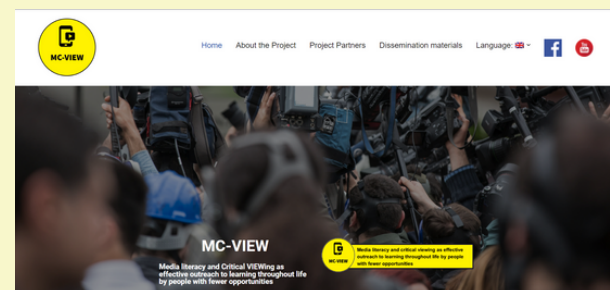 MC-VIEW
Home About the Project Project Partners Dissemination materials Language:
You Tube
MC-VIEW
Media literacy and Critical VIEWing as
effective outreach to learning throughout life
by people with fewer opportunities
MC-VIEW
Media literacy and critical viewing as effective
outreach to learning throughout life by people
with fewer opportunities